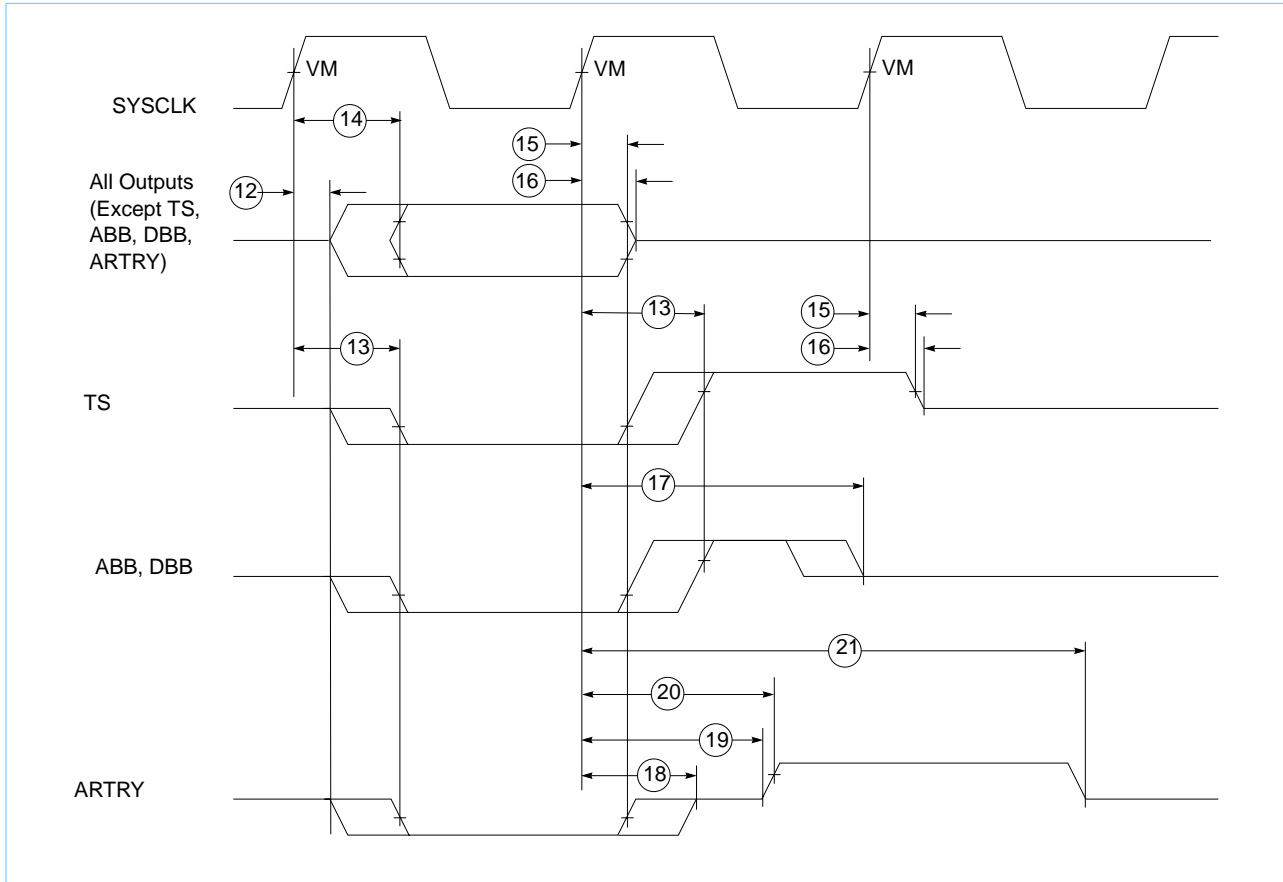 VM
VM
VM
SYSCLK
14
15
16
12
All Outputs
(Except TS,
ABB, DBB,
ARTRY)
13
15
16
13
TS
17
ABB, DBB
21
20
19
18
ARTRY